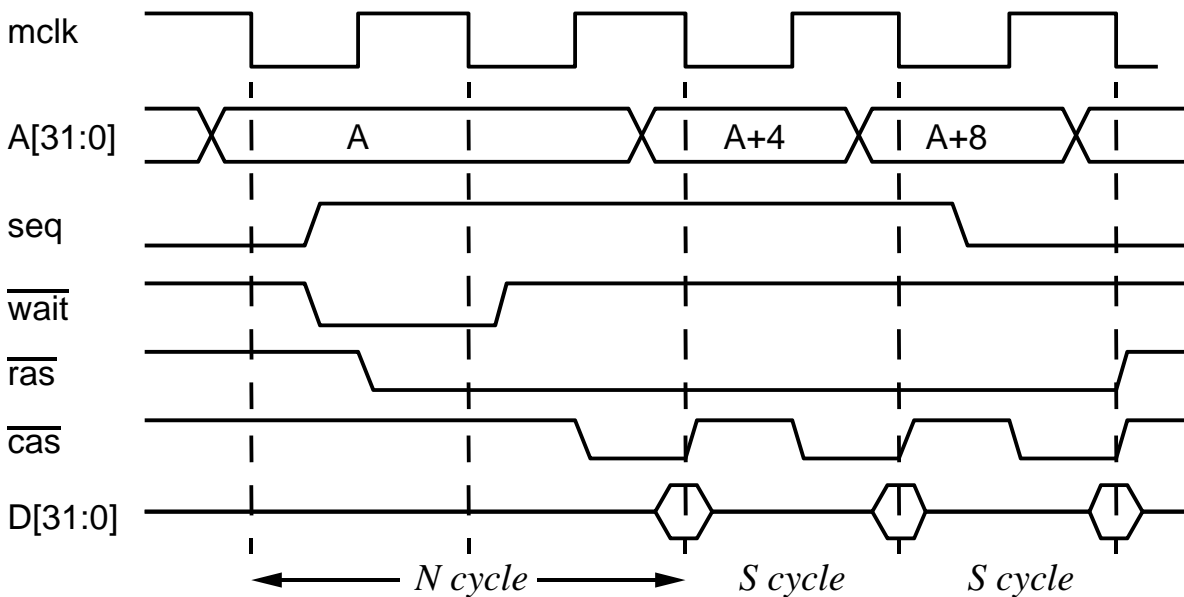 mclk
A[31:0] A A+4 A+8
seq
wait
ras
cas
D[31:0]
N cycle S cycle S cycle